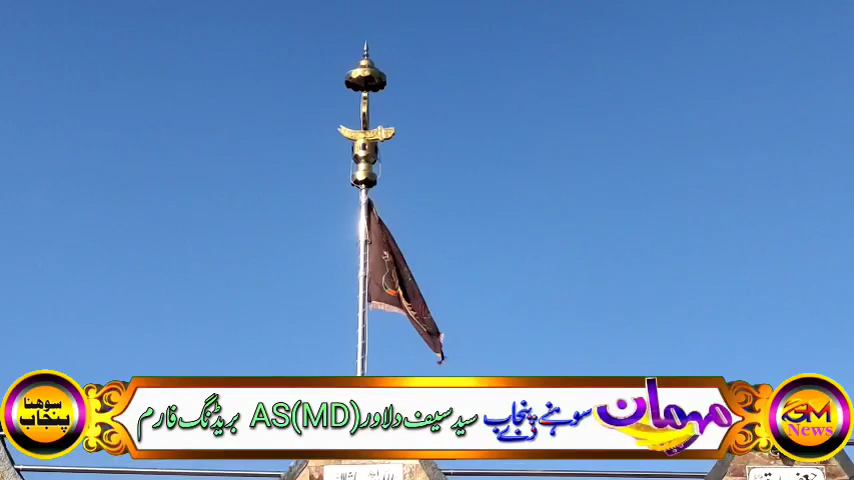 سوہنا
پنجاب
مہمان
سوہنے پنجاب دے
سید سیف دلاور AS(MD) بریڈنگ فارم
GM
News